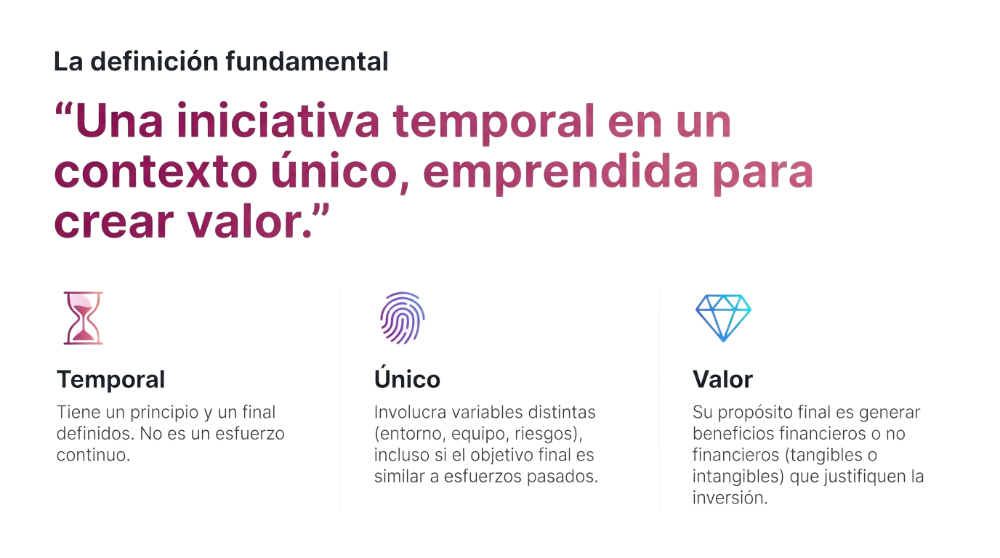 La definición fundamental
“Una iniciativa temporal en un
contexto único, emprendida para
crear valor.”
Temporal
Tiene un principio y un final
definidos. No es un esfuerzo
continuo.
Único
Involucra variables distintas
(entorno, equipo, riesgos),
incluso si el objetivo final es
similar a esfuerzos pasados.
Valor
Su propósito final es generar
beneficios financieros o no
financieros (tangibles o
intangibles) que justifiquen la
inversión.